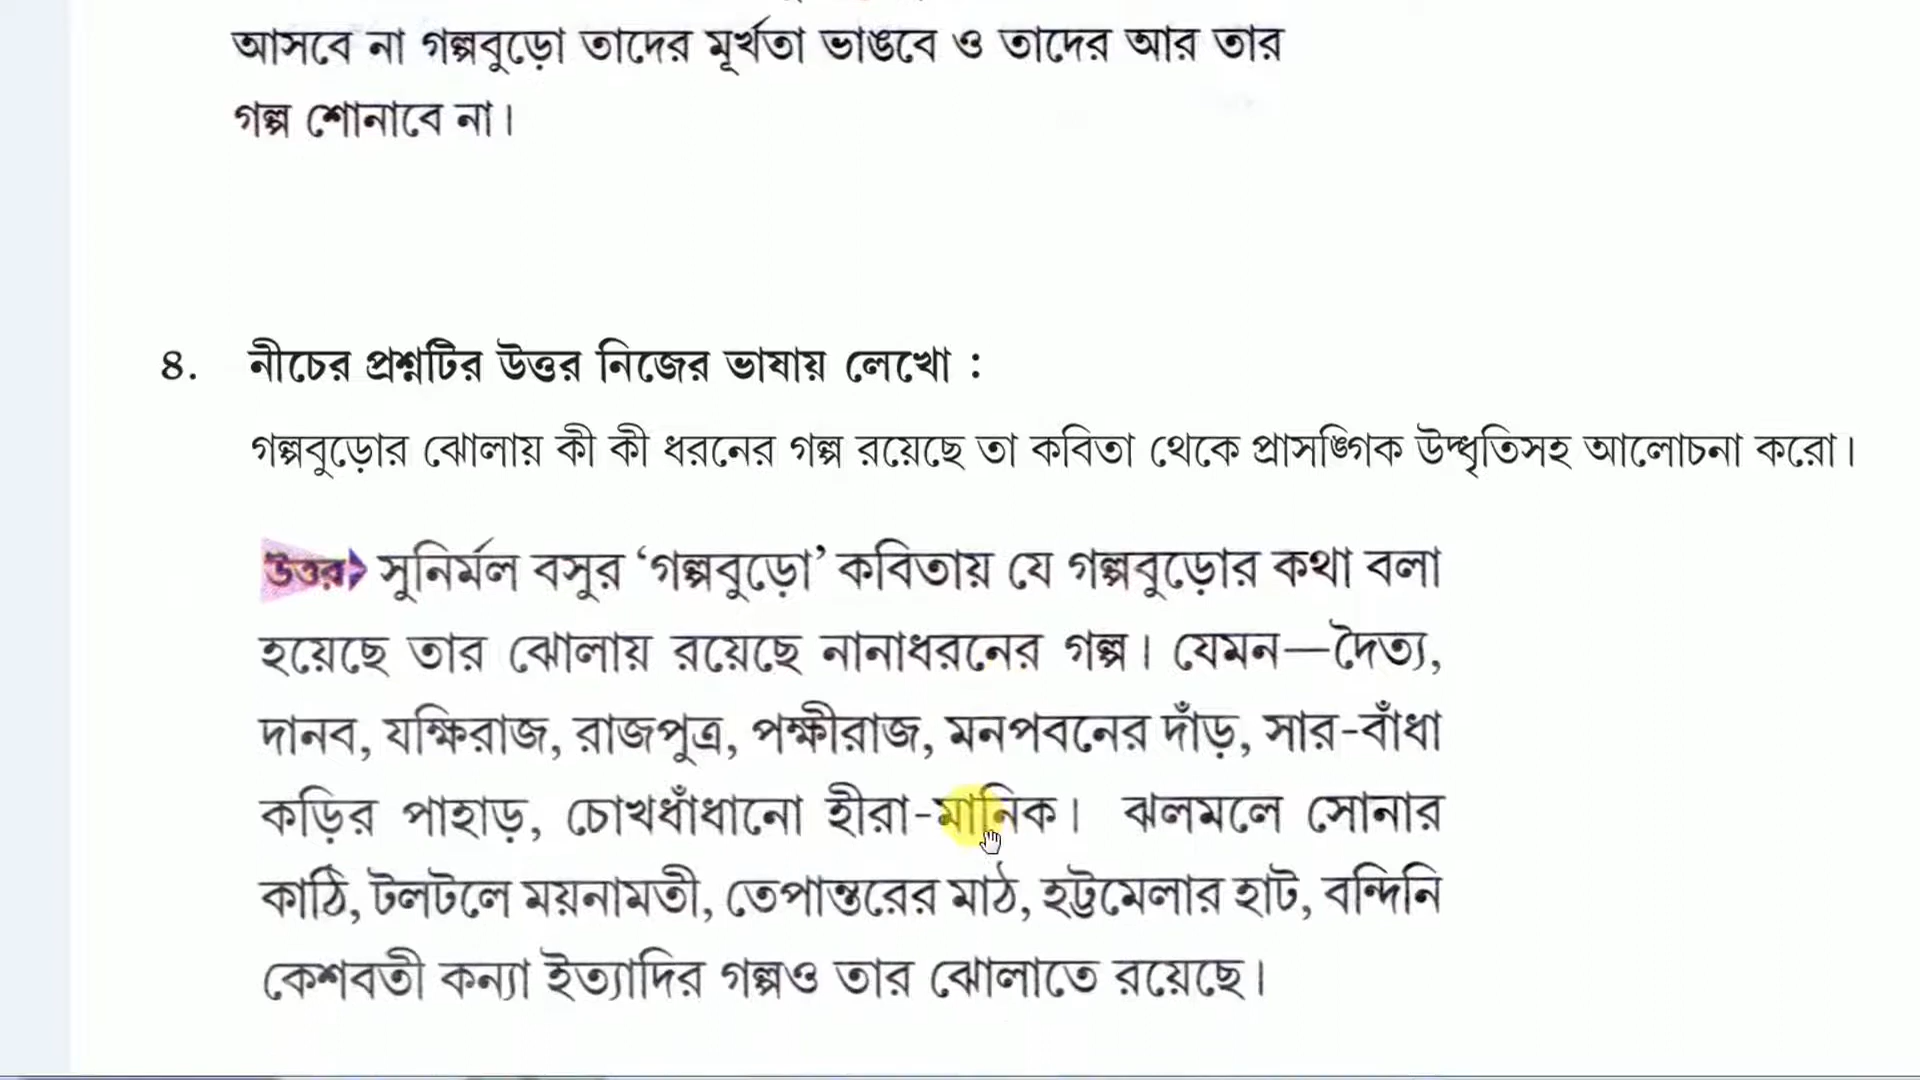 আসবে না গল্পবুড়ো তাদের মূর্খতা ভাঙবে ও তাদের আর তার
গল্প শোনাবে না।
৪. নীচের প্রশ্নটির উত্তর নিজের ভাষায় লেখো :
গল্পবুড়োর ঝোলায় কী কী ধরনের গল্প রয়েছে তা কবিতা থেকে প্রাসঙ্গিক উদ্ধৃতিসহ আলোচনা করো।
উত্তর সুনির্মল বসুর ‘গল্পবুড়ো’ কবিতায় যে গল্পবুড়োর কথা বলা
হয়েছে তার ঝোলায় রয়েছে নানাধরনের গল্প। যেমন—দৈত্য,
দানব, যক্ষিরাজ, রাজপুত্র, পক্ষীরাজ, মনপবনের দাঁড়, সার-বাঁধা
কড়ির পাহাড়, চোখধাঁধানো হীরা-মানিক। ঝলমলে সোনার
কাঠি, টলটলে ময়নামতী, তেপান্তরের মাঠ, হট্টমেলার হাট, বন্দিনি
কেশবতী কন্যা ইত্যাদির গল্পও তার ঝোলাতে রয়েছে।